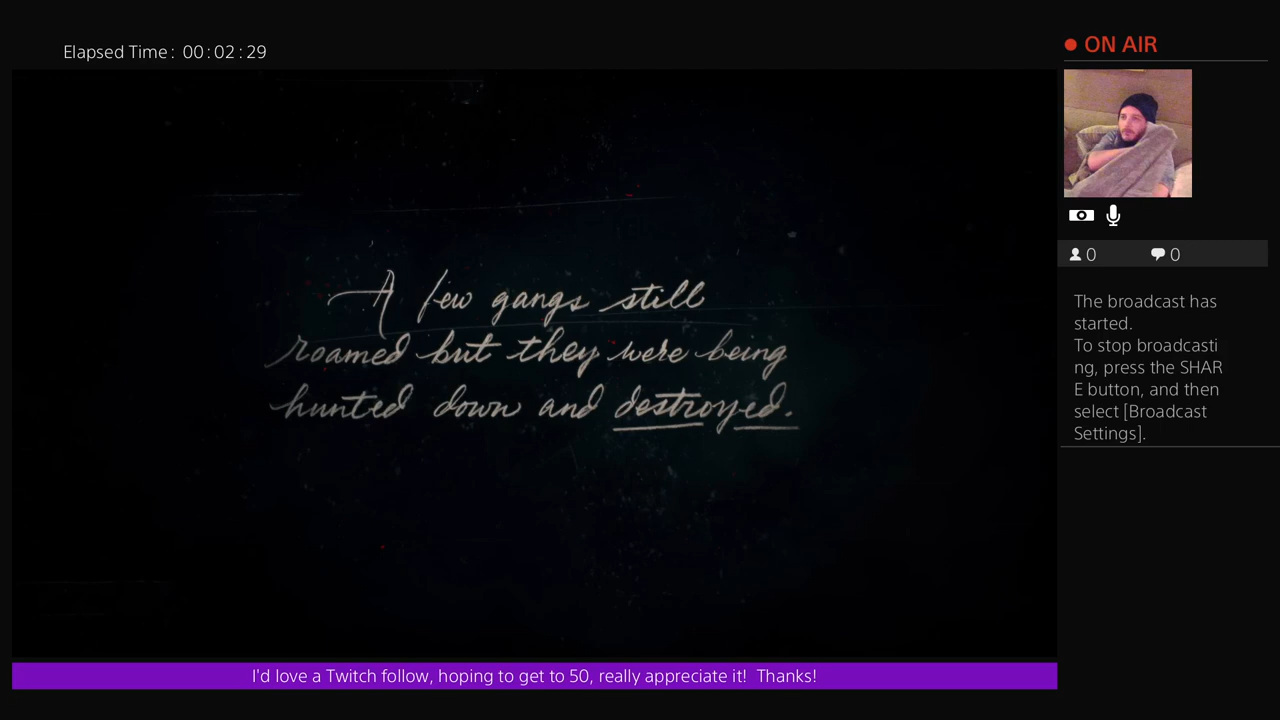 Elapsed Time: 00:02:29
ON AIR
0 0
The broadcast has
started.
To stop broadcasti
ng, press the SHAR
E button, and then
select [Broadcast
Settings].
A few gangs still
roamed but they were being
hunted down and destroyed.
I'd love a Twitch follow, hoping to get to 50, really appreciate it! Thanks!